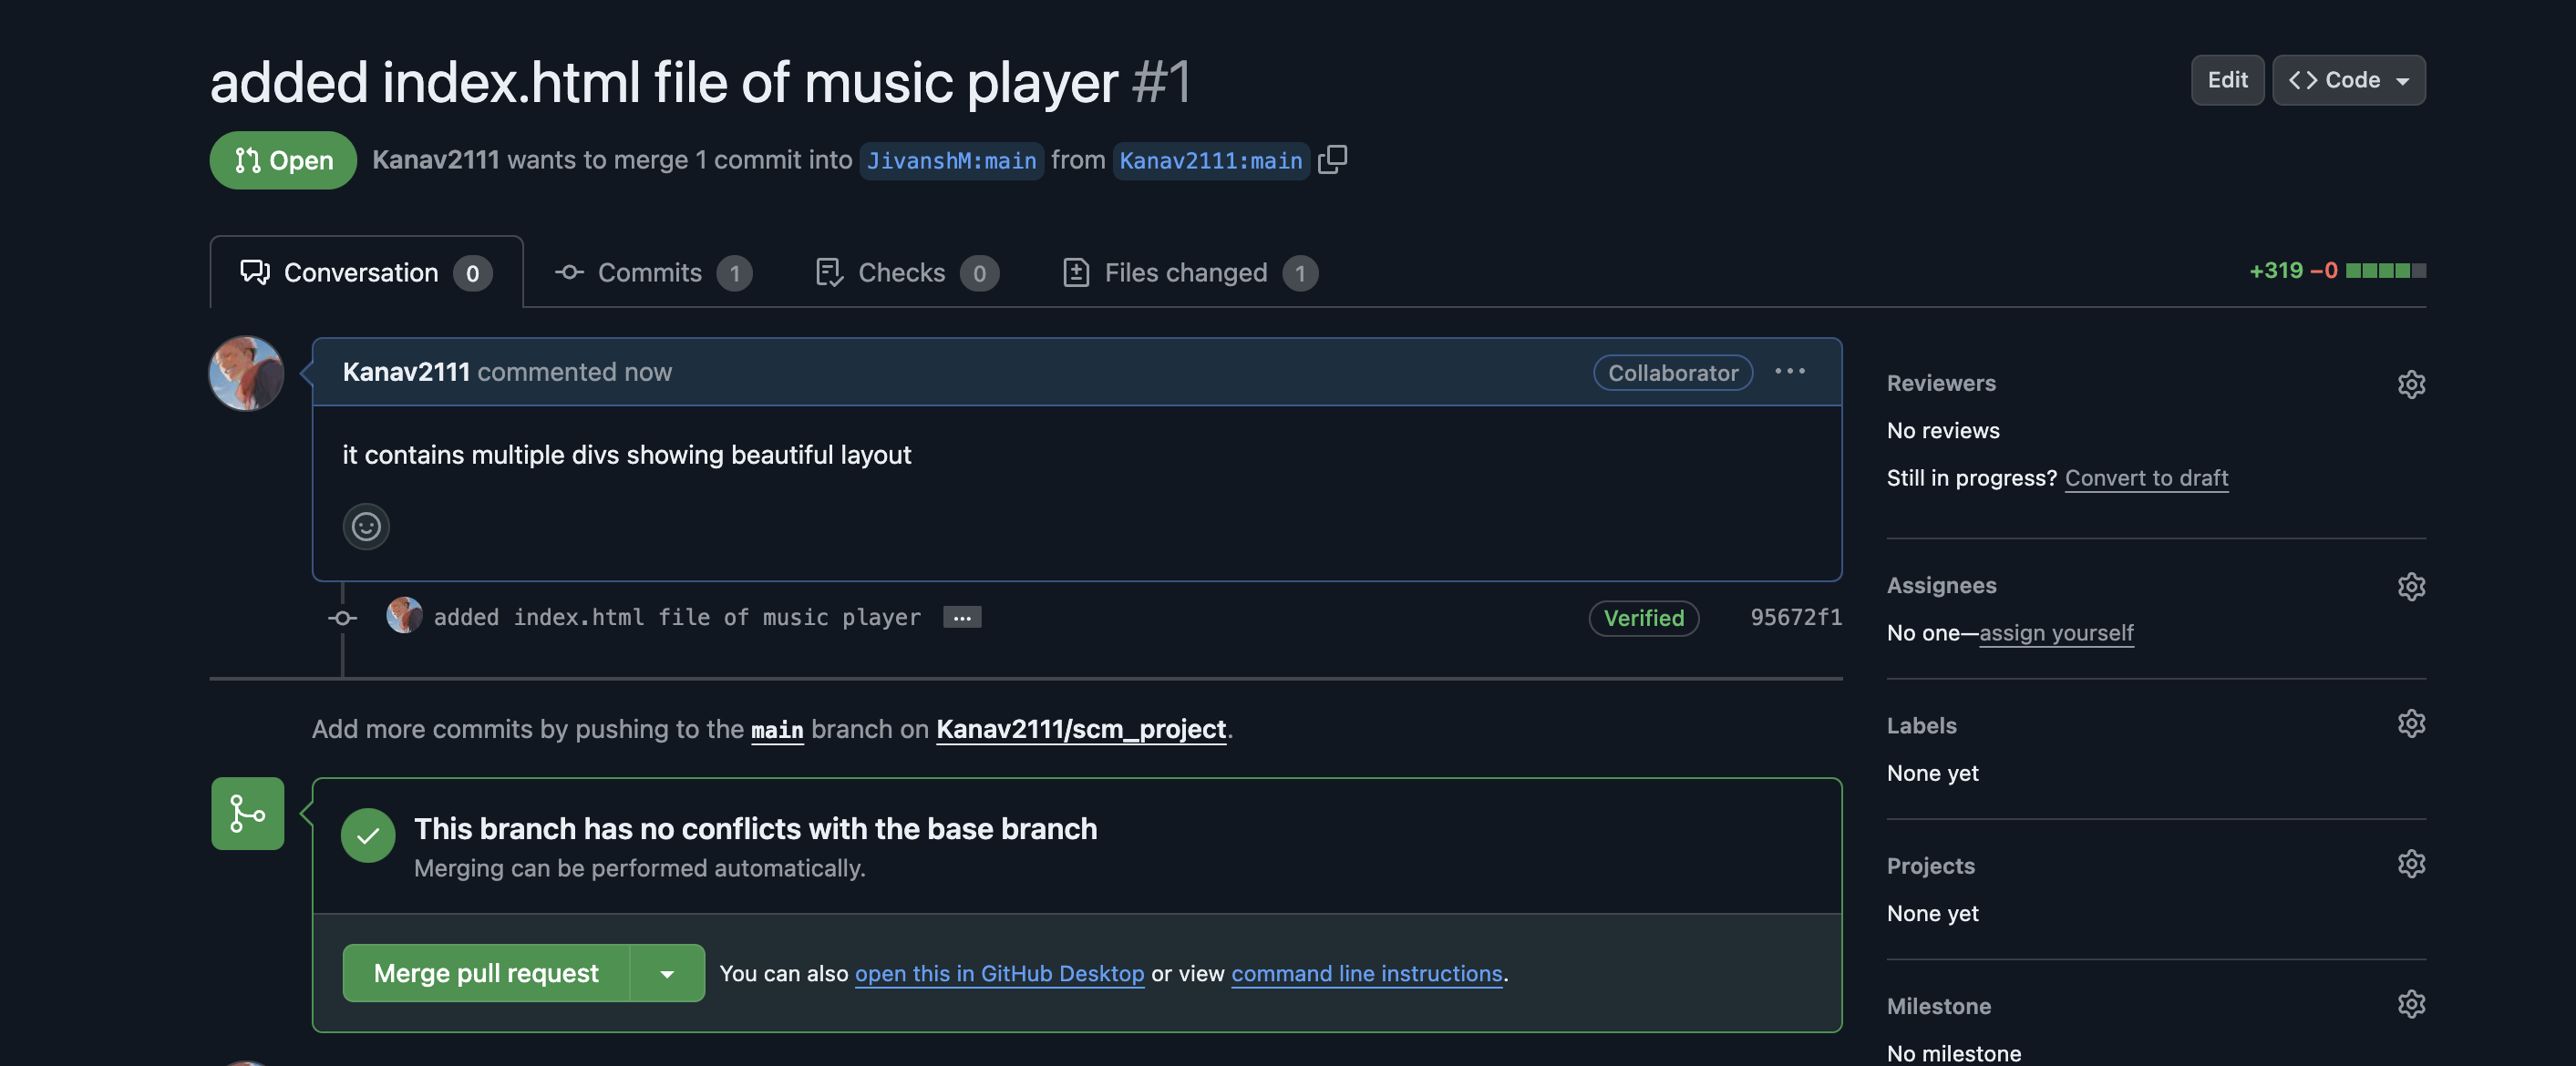 added index.html file of music player #1
Edit
<> Code
Open
Kanav2111 wants to merge 1 commit into JivanshM:main from Kanav2111:main
Conversation 0
Commits 1
Checks 0
Files changed 1
+319 −0
Kanav2111 commented now
Collaborator
it contains multiple divs showing beautiful layout
added index.html file of music player
Verified
95672f1
Add more commits by pushing to the main branch on Kanav2111/scm_project.
This branch has no conflicts with the base branch
Merging can be performed automatically.
Merge pull request
You can also open this in GitHub Desktop or view command line instructions.
Reviewers
No reviews
Still in progress? Convert to draft
Assignees
No one—assign yourself
Labels
None yet
Projects
None yet
Milestone
No milestone